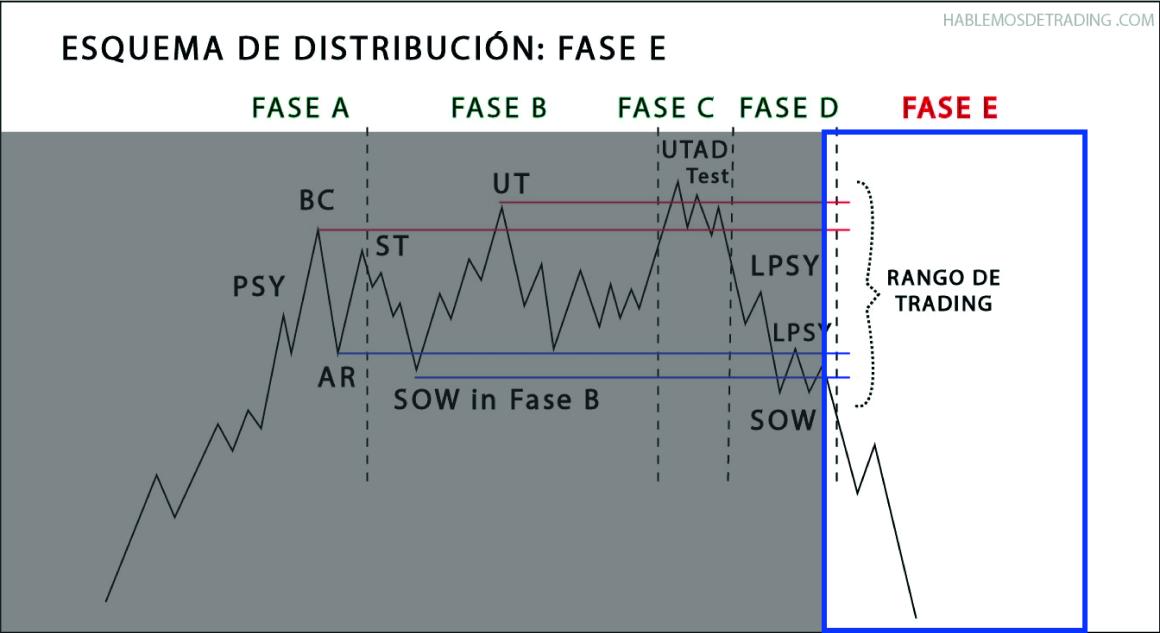 HABLEMOSDETRADING .COM
ESQUEMA DE DISTRIBUCIÓN: FASE E
FASE A FASE B FASE C FASE D FASE E
UTAD
Test
UT
BC
ST
LPSY
PSY
RANGO DE
TRADING
LPSY
AR
SOW in Fase B
SOW